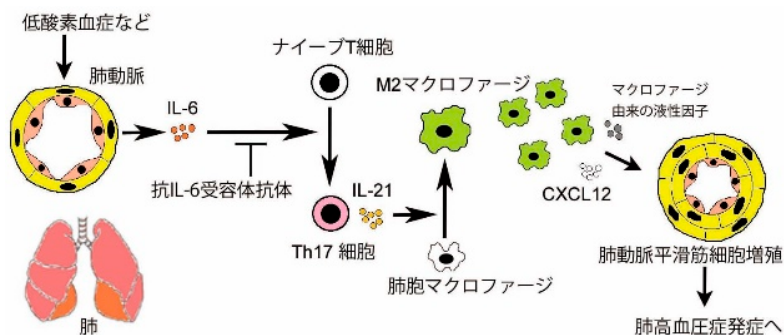 低酸素血症など
肺動脈
IL-6
抗IL-6受容体抗体
肺
ナイーブT細胞
Th17 細胞
IL-21
M2マクロファージ
肺胞マクロファージ
マクロファージ
由来の液性因子
CXCL12
肺動脈平滑筋細胞増殖
肺高血圧症発症へ